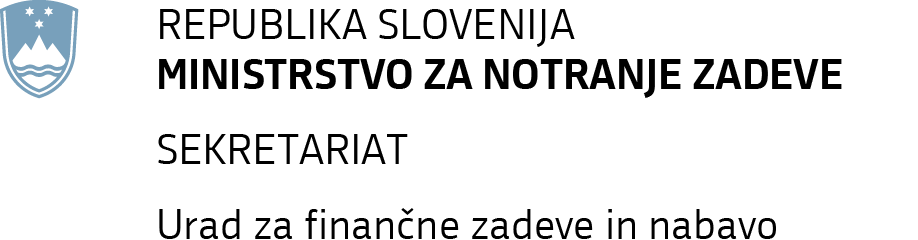 REPUBLIKA SLOVENIJA
MINISTRSTVO ZA NOTRANJE ZADEVE
SEKRETARIAT
Urad za finančne zadeve in nabavo